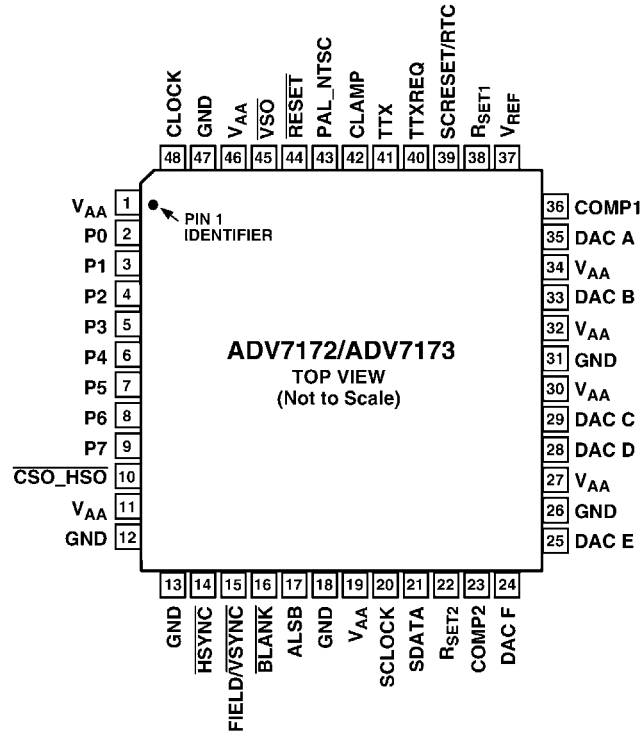 CLOCK
GND
VAA
VSO
RESET
PAL_NTSC
CLAMP
TTX
TTXREQ
SCRESET/RTC
RSET1
VREF
48 47 46 45 44 43 42 41 40 39 38 37
VAA 1
P0 2
P1 3
P2 4
P3 5
P4 6
P5 7
P6 8
P7 9
CSO_HSO 10
VAA 11
GND 12
PIN 1
IDENTIFIER
ADV7172/ADV7173
TOP VIEW
(Not to Scale)
36 COMP1
35 DAC A
34 VAA
33 DAC B
32 VAA
31 GND
30 VAA
29 DAC C
28 DAC D
27 VAA
26 GND
25 DAC E
13 14 15 16 17 18 19 20 21 22 23 24
GND
HSYNC
FIELD/VSYNC
BLANK
ALSB
GND
VAA
SCLOCK
SDATA
RSET2
COMP2
DAC F